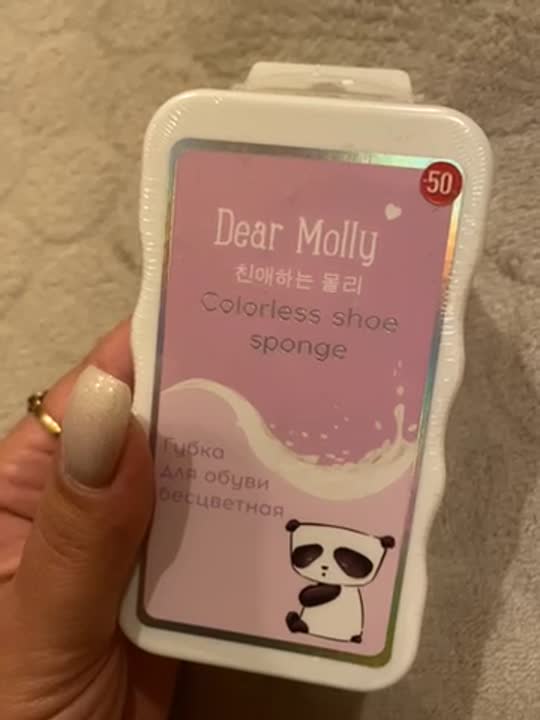 -50
Dear Molly
친애하는 몰리
Colorless shoe
sponge
Губка
для обуви
бесцветная